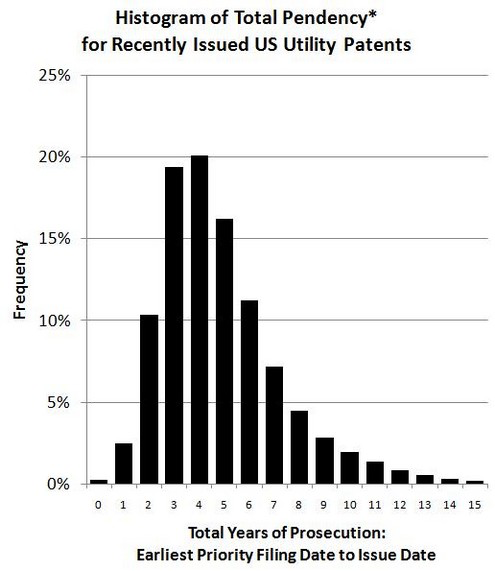 Histogram of Total Pendency*
for Recently Issued US Utility Patents
25%
20%
15%
10%
5%
0%
Frequency
0 1 2 3 4 5 6 7 8 9 10 11 12 13 14 15
Total Years of Prosecution:
Earliest Priority Filing Date to Issue Date